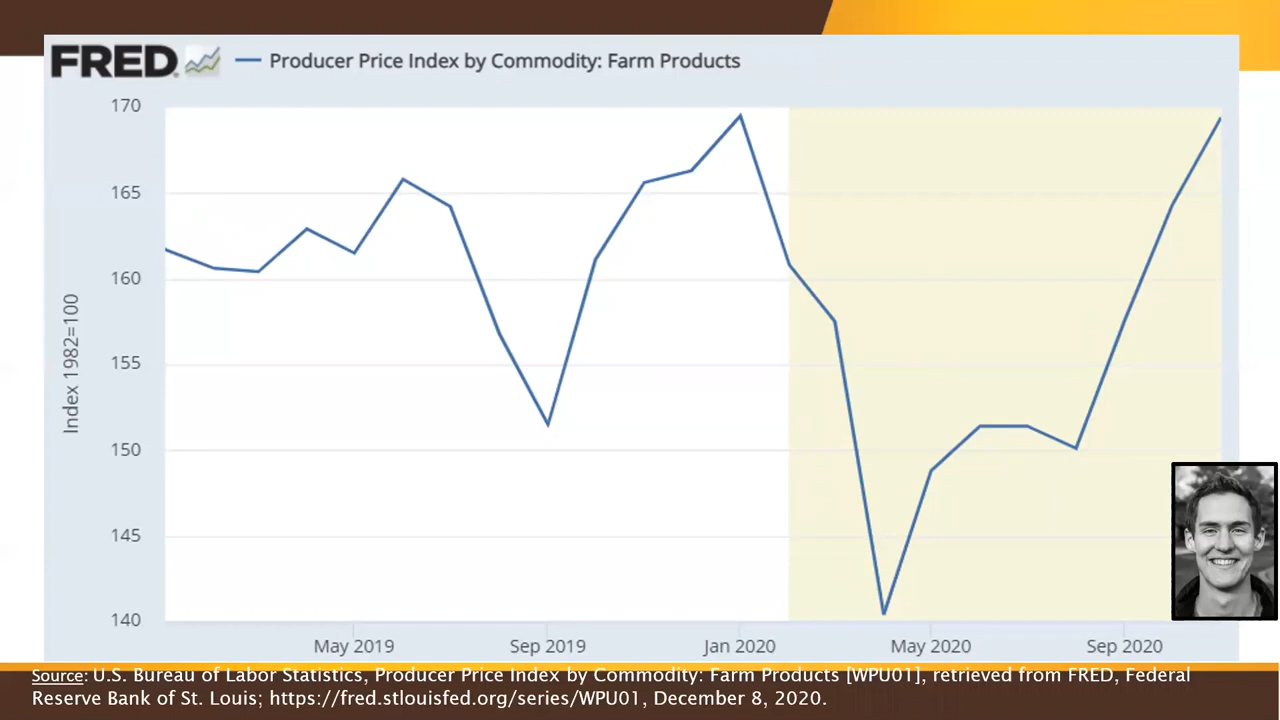 FRED
Producer Price Index by Commodity: Farm Products
170
165
160
155
150
145
140
Index 1982=100
May 2019
Sep 2019
Jan 2020
May 2020
Sep 2020
Source: U.S. Bureau of Labor Statistics, Producer Price Index by Commodity: Farm Products [WPU01], retrieved from FRED, Federal
Reserve Bank of St. Louis; https://fred.stlouisfed.org/series/WPU01, December 8, 2020.